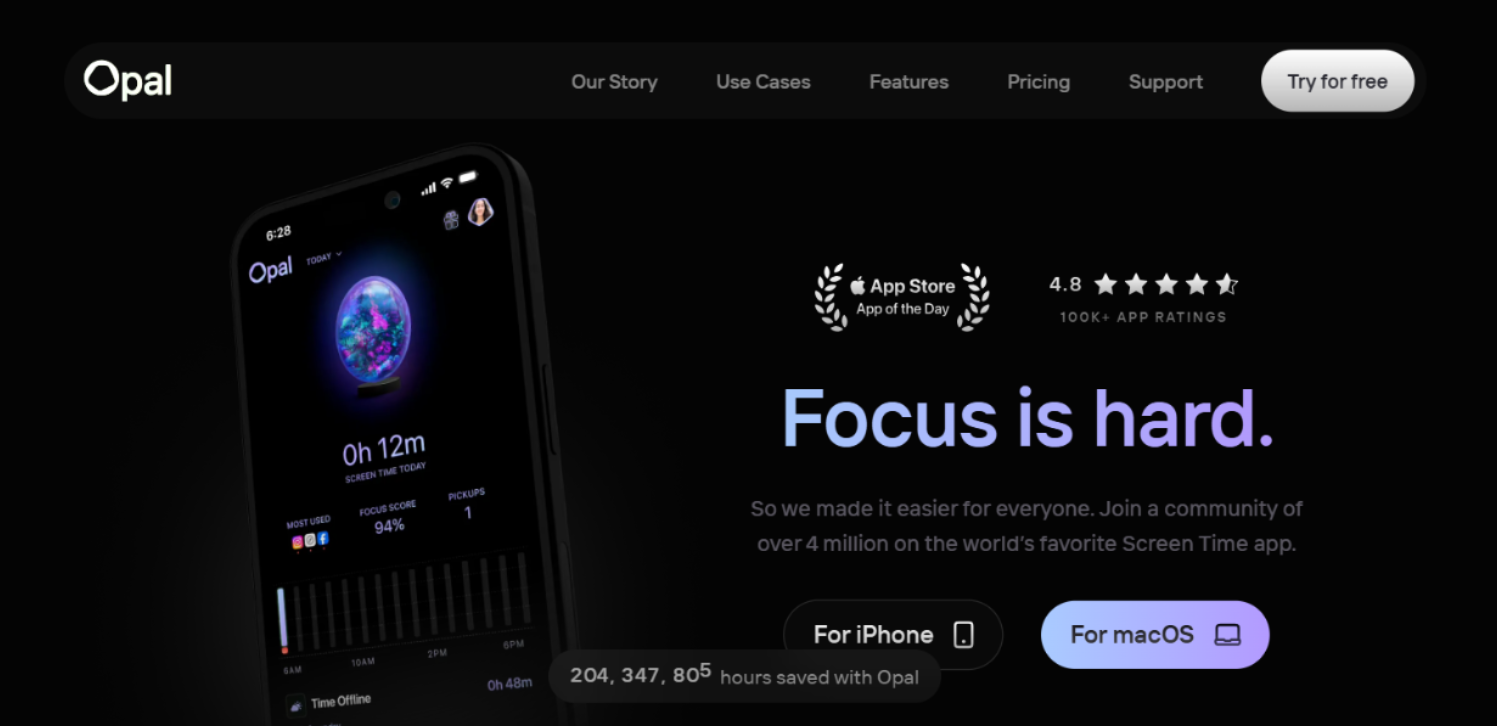 Opal
Our Story
Use Cases
Features
Pricing
Support
Try for free
6:28
Opal
TODAY
0h 12m
SCREEN TIME TODAY
MOST USED
FOCUS SCORE
94%
PICKUPS
1
6AM
10AM
2PM
6PM
Time Offline
0h 48m
App Store
App of the Day
4.8
100K+ APP RATINGS
Focus is hard.
So we made it easier for everyone. Join a community of
over 4 million on the world's favorite Screen Time app.
For iPhone
For macOS
204, 347, 805 hours saved with Opal